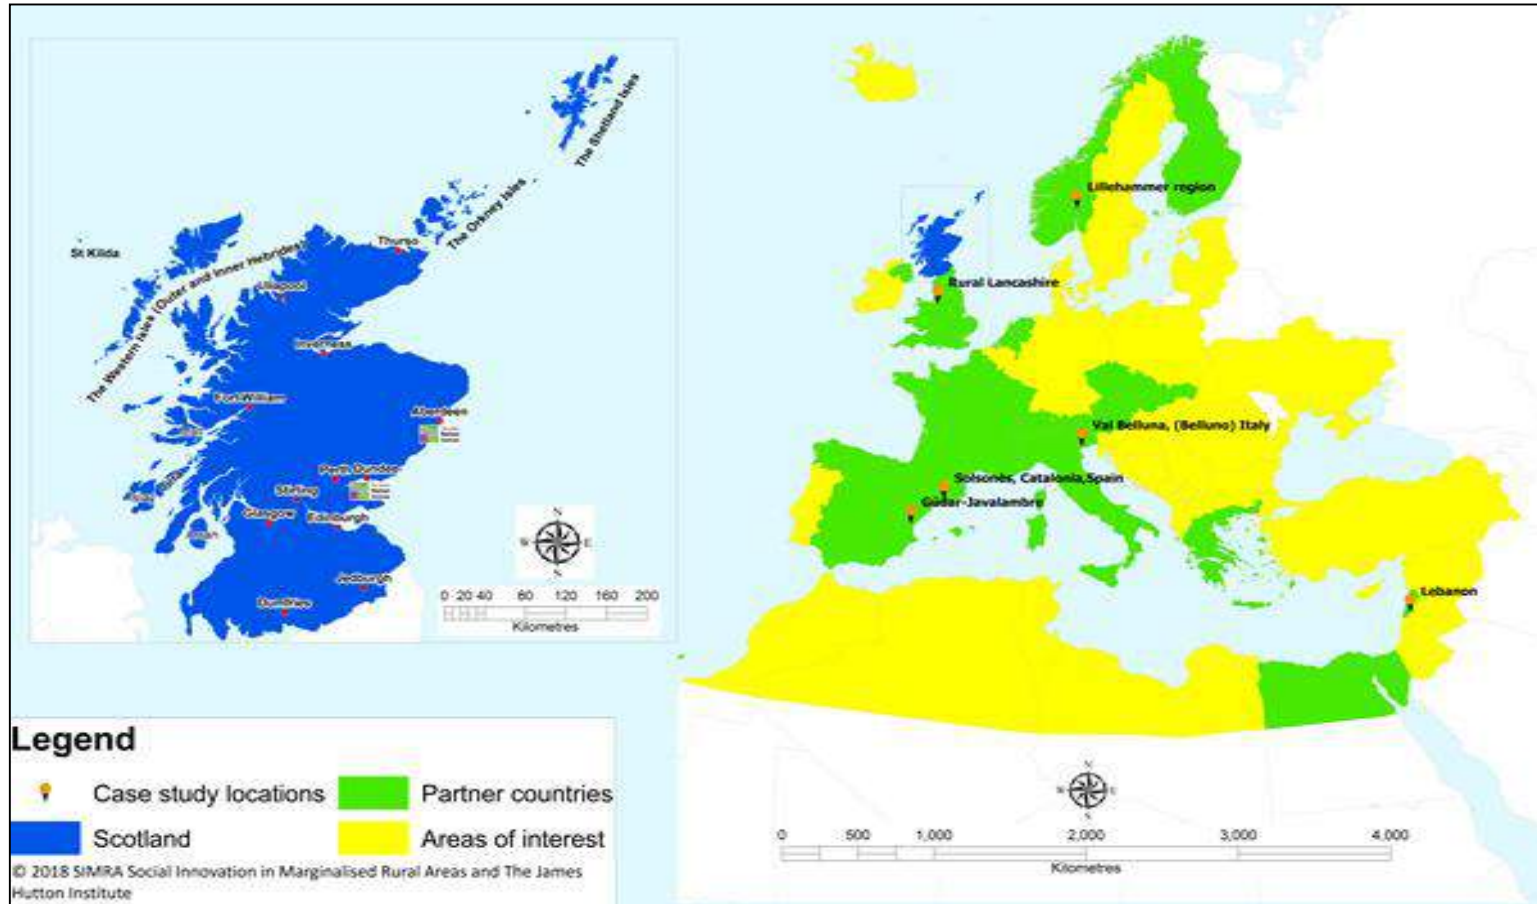 The Shetland Isles
The Orkney Isles
Thurso
St Kilda
The Western Isles (Outer and Inner Hebrides)
Ullapool
Inverness
Fort William
Aberdeen
Perth Dundee
Stirling
Glasgow
Edinburgh
Arran
Jedburgh
Dumfries
N
W E
S
0 20 40 80 120 160 200
Kilometres
Lillehammer region
Rural Lancashire
Val Belluna, (Belluno) Italy
Solsonès, Catalonia,Spain
Gúdar-Javalambre
Lebanon
N
W E
S
0 500 1,000 2,000 3,000 4,000
Kilometres
Legend
Case study locations
Partner countries
Scotland
Areas of interest
© 2018 SIMRA Social Innovation in Marginalised Rural Areas and The James
Hutton Institute